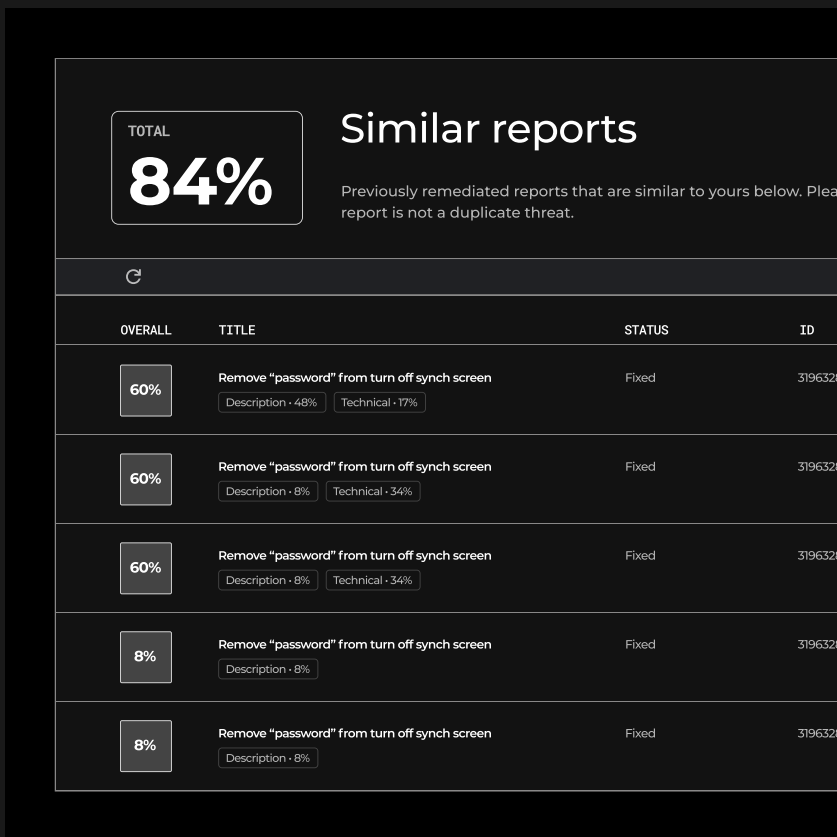 TOTAL
84%
Similar reports
Previously remediated reports that are similar to yours below.
report is not a duplicate threat.
OVERALL TITLE STATUS ID
60% Remove “password” from turn off synch screen Fixed
Description • 48% Technical • 17%
60% Remove “password” from turn off synch screen Fixed
Description • 8% Technical • 34%
60% Remove “password” from turn off synch screen Fixed
Description • 8% Technical • 34%
8% Remove “password” from turn off synch screen Fixed
Description • 8%
8% Remove “password” from turn off synch screen Fixed
Description • 8%